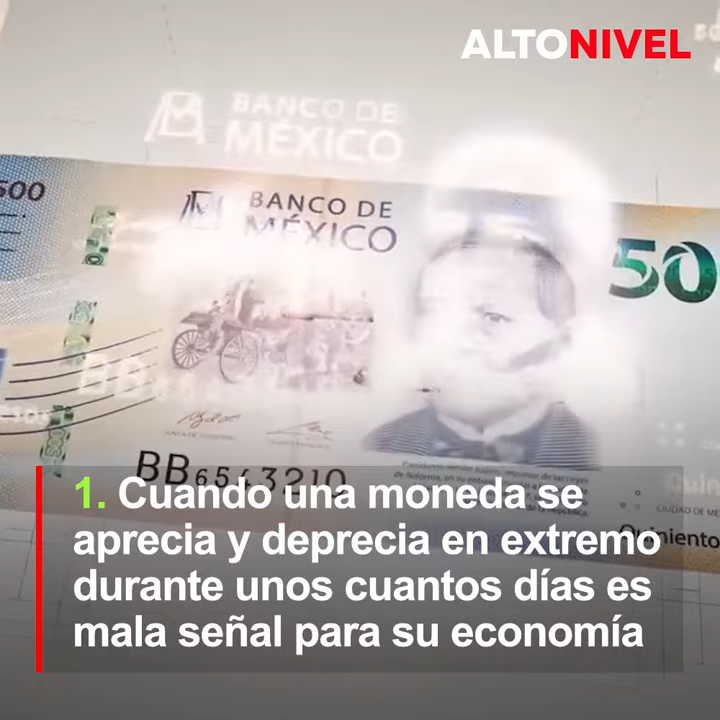 ALTONIVEL
BANCO DE
MÉXICO
500
BANCO DE
MÉXICO
50
BB6543210
1. Cuando una moneda se
aprecia y deprecia en extremo
durante unos cuantos días es
mala señal para su economía